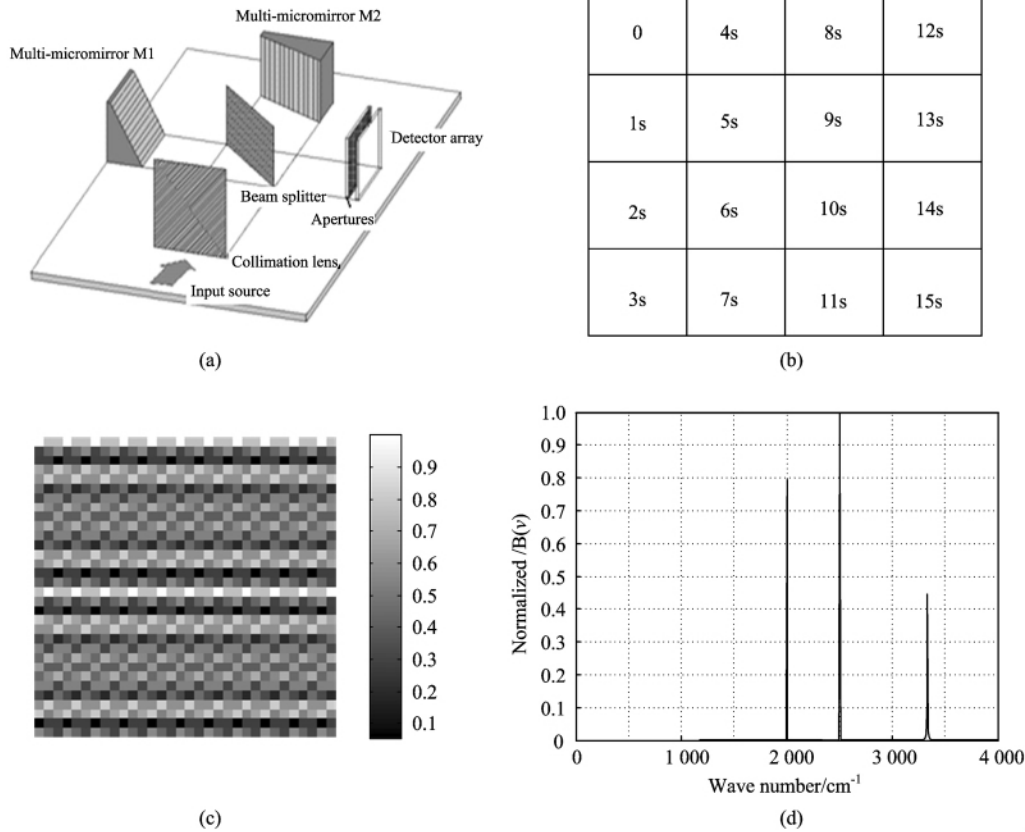 Multi-micromirror M2
Multi-micromirror M1
Detector array
Beam splitter
Apertures
Collimation lens
Input source
(a)
0 4s 8s 12s
1s 5s 9s 13s
2s 6s 10s 14s
3s 7s 11s 15s
(b)
0.9
0.8
0.7
0.6
0.5
0.4
0.3
0.2
0.1
(c)
1.0
0.9
0.8
0.7
0.6
0.5
0.4
0.3
0.2
0.1
0
Normalized /B(ν)
0 1 000 2 000 3 000 4 000
Wave number/cm⁻¹
(d)